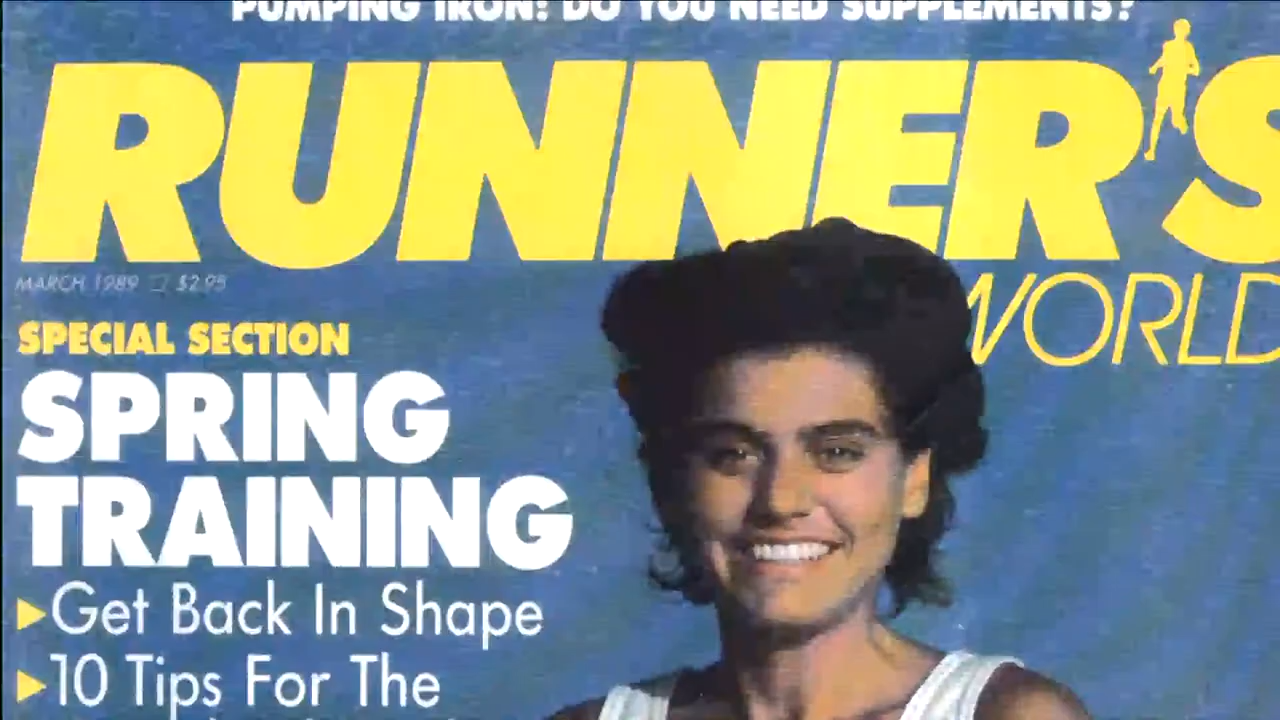 PUMPING IRON: DO YOU NEED SUPPLEMENTS?
RUNNER'S
WORLD
MARCH 1989 □ $2.95
SPECIAL SECTION
SPRING
TRAINING
▶Get Back In Shape
▶10 Tips For The